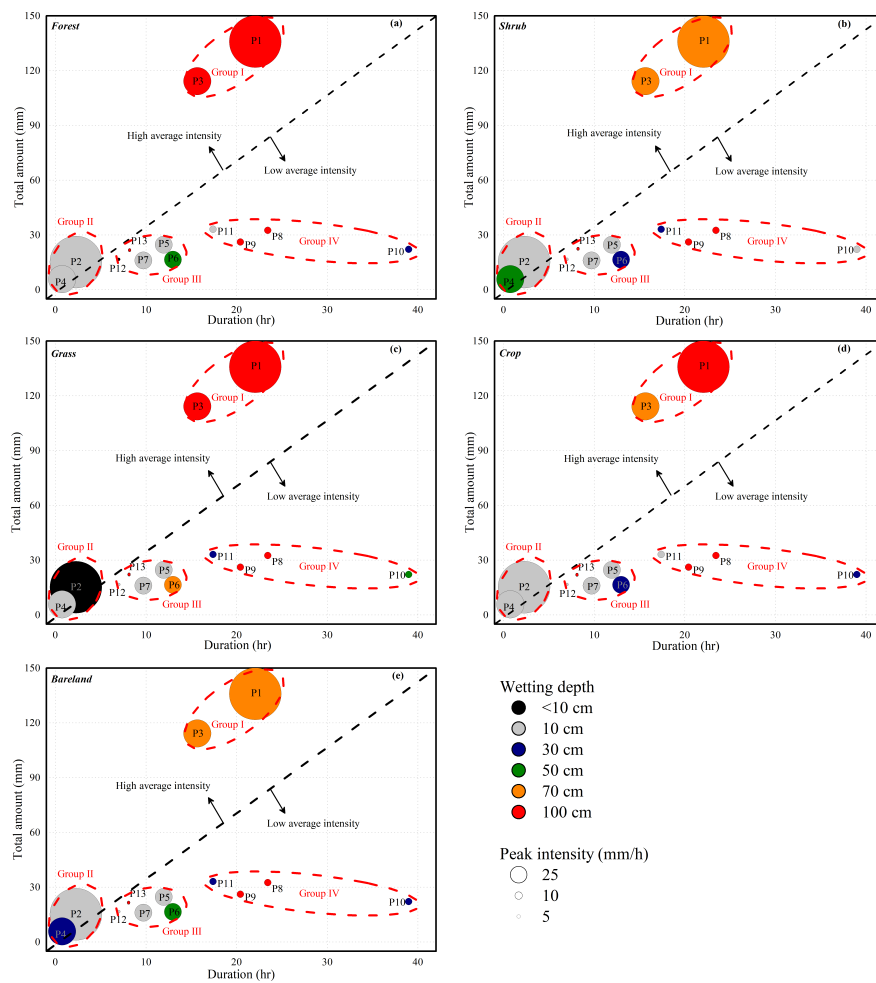 Forest
(a)
150
120
90
60
30
0
Total amount (mm)
P1
P3
Group I
High average intensity
Low average intensity
Group II
P2
P4
P13
P12
P5
P7
P6
Group III
P11
P9
P8
Group IV
P10
0
10
20
30
40
Duration (hr)
Shrub
(b)
150
120
90
60
30
0
Total amount (mm)
P1
P3
Group I
High average intensity
Low average intensity
Group II
P2
P4
P13
P12
P5
P7
P6
Group III
P11
P9
P8
Group IV
P10
0
10
20
30
40
Duration (hr)
Grass
(c)
150
120
90
60
30
0
Total amount (mm)
P1
P3
Group I
High average intensity
Low average intensity
Group II
P2
P4
P13
P12
P5
P7
P6
Group III
P11
P9
P8
Group IV
P10
0
10
20
30
40
Duration (hr)
Crop
(d)
150
120
90
60
30
0
Total amount (mm)
P1
P3
Group I
High average intensity
Low average intensity
Group II
P2
P4
P13
P12
P5
P7
P6
Group III
P11
P9
P8
Group IV
P10
0
10
20
30
40
Duration (hr)
Bareland
(e)
150
120
90
60
30
0
Total amount (mm)
P1
P3
Group I
High average intensity
Low average intensity
Group II
P2
P4
P13
P12
P5
P7
P6
Group III
P11
P9
P8
Group IV
P10
0
10
20
30
40
Duration (hr)
Wetting depth
<10 cm
10 cm
30 cm
50 cm
70 cm
100 cm
Peak intensity (mm/h)
25
10
5